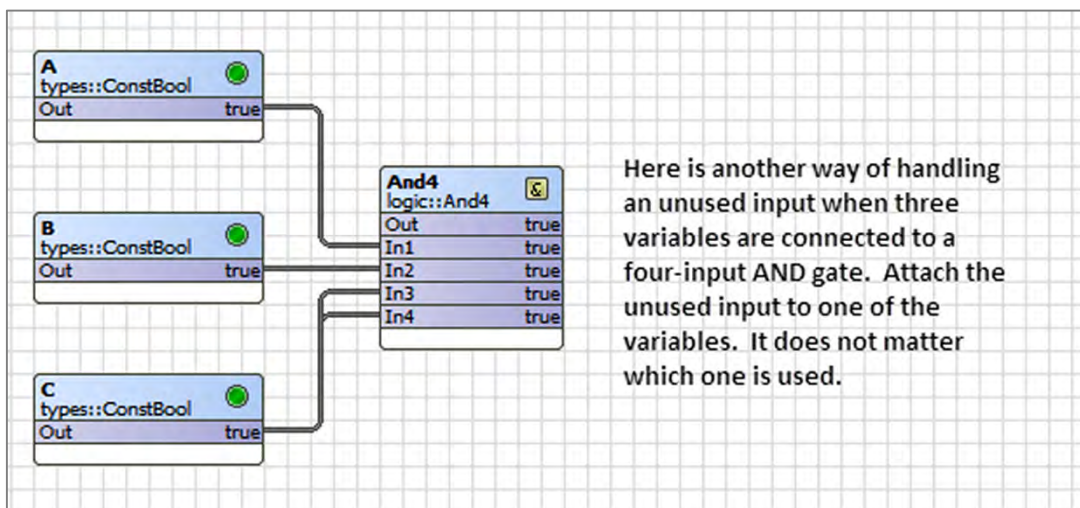 A
types::ConstBool
Out true
B
types::ConstBool
Out true
C
types::ConstBool
Out true
And4
logic::And4
&
Out true
In1 true
In2 true
In3 true
In4 true
Here is another way of handling
an unused input when three
variables are connected to a
four-input AND gate.  Attach the
unused input to one of the
variables.  It does not matter
which one is used.